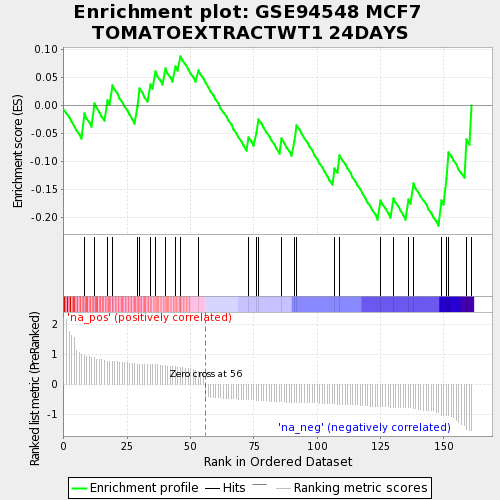 Enrichment plot: GSE94548 MCF7
TOMATOEXTRACTWT1 24DAYS
Enrichment score (ES)
0.10
0.05
0.00
-0.05
-0.10
-0.15
-0.20
'na_pos' (positively correlated)
Ranked list metric (PreRanked)
2
1
0
-1
Zero cross at 56
'na_neg' (negatively correlated)
0
25
50
75
100
125
150
Rank in Ordered Dataset
Enrichment profile
Hits
Ranking metric scores